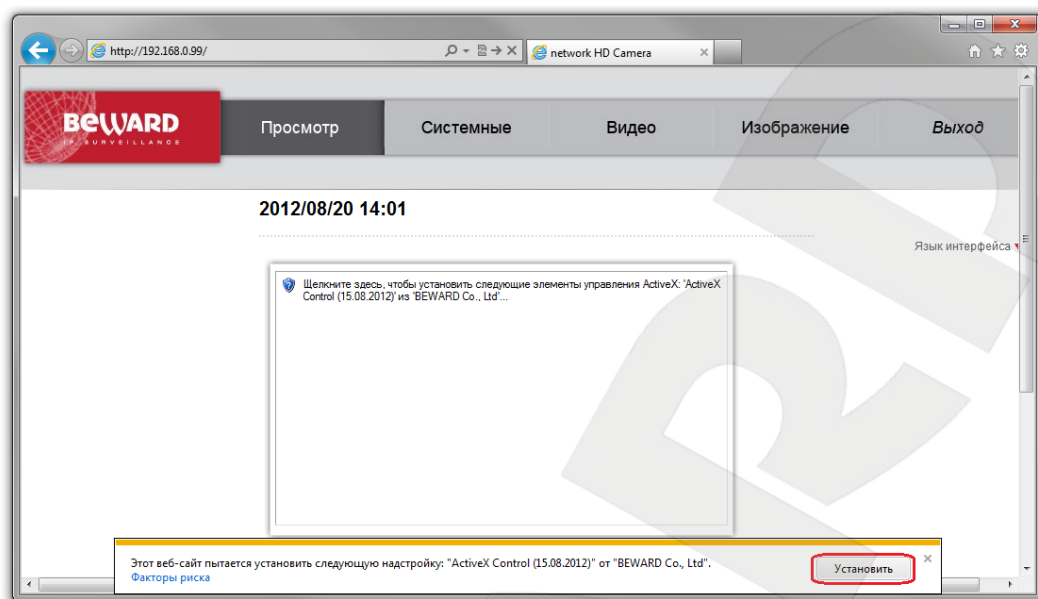 http://192.168.0.99/
network HD Camera
BEWARD
IP SURVEILLANCE
Просмотр
Системные
Видео
Изображение
Выход
2012/08/20 14:01
Язык интерфейса
Щелкните здесь, чтобы установить следующие элементы управления ActiveX: 'ActiveX
Control (15.08.2012)' из 'BEWARD Co., Ltd'...
Этот веб-сайт пытается установить следующую надстройку: "ActiveX Control (15.08.2012)" от "BEWARD Co., Ltd".
Факторы риска
Установить